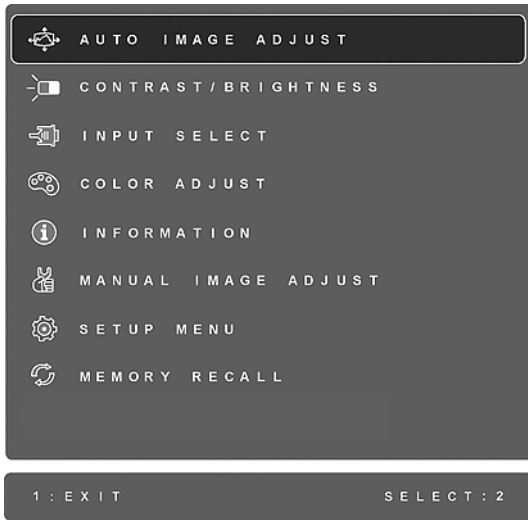 AUTO IMAGE ADJUST
CONTRAST/BRIGHTNESS
INPUT SELECT
COLOR ADJUST
INFORMATION
MANUAL IMAGE ADJUST
SETUP MENU
MEMORY RECALL
1:EXIT SELECT:2